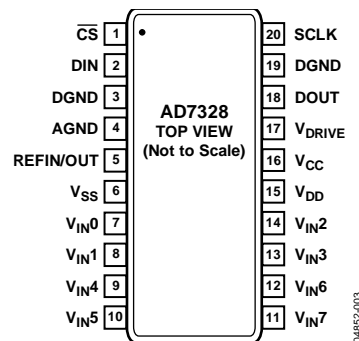 C̅S̅ 1
DIN 2
DGND 3
AGND 4
REFIN/OUT 5
VSS 6
VIN0 7
VIN1 8
VIN4 9
VIN5 10
AD7328
TOP VIEW
(Not to Scale)
20 SCLK
19 DGND
18 DOUT
17 VDRIVE
16 VCC
15 VDD
14 VIN2
13 VIN3
12 VIN6
11 VIN7
04852-003